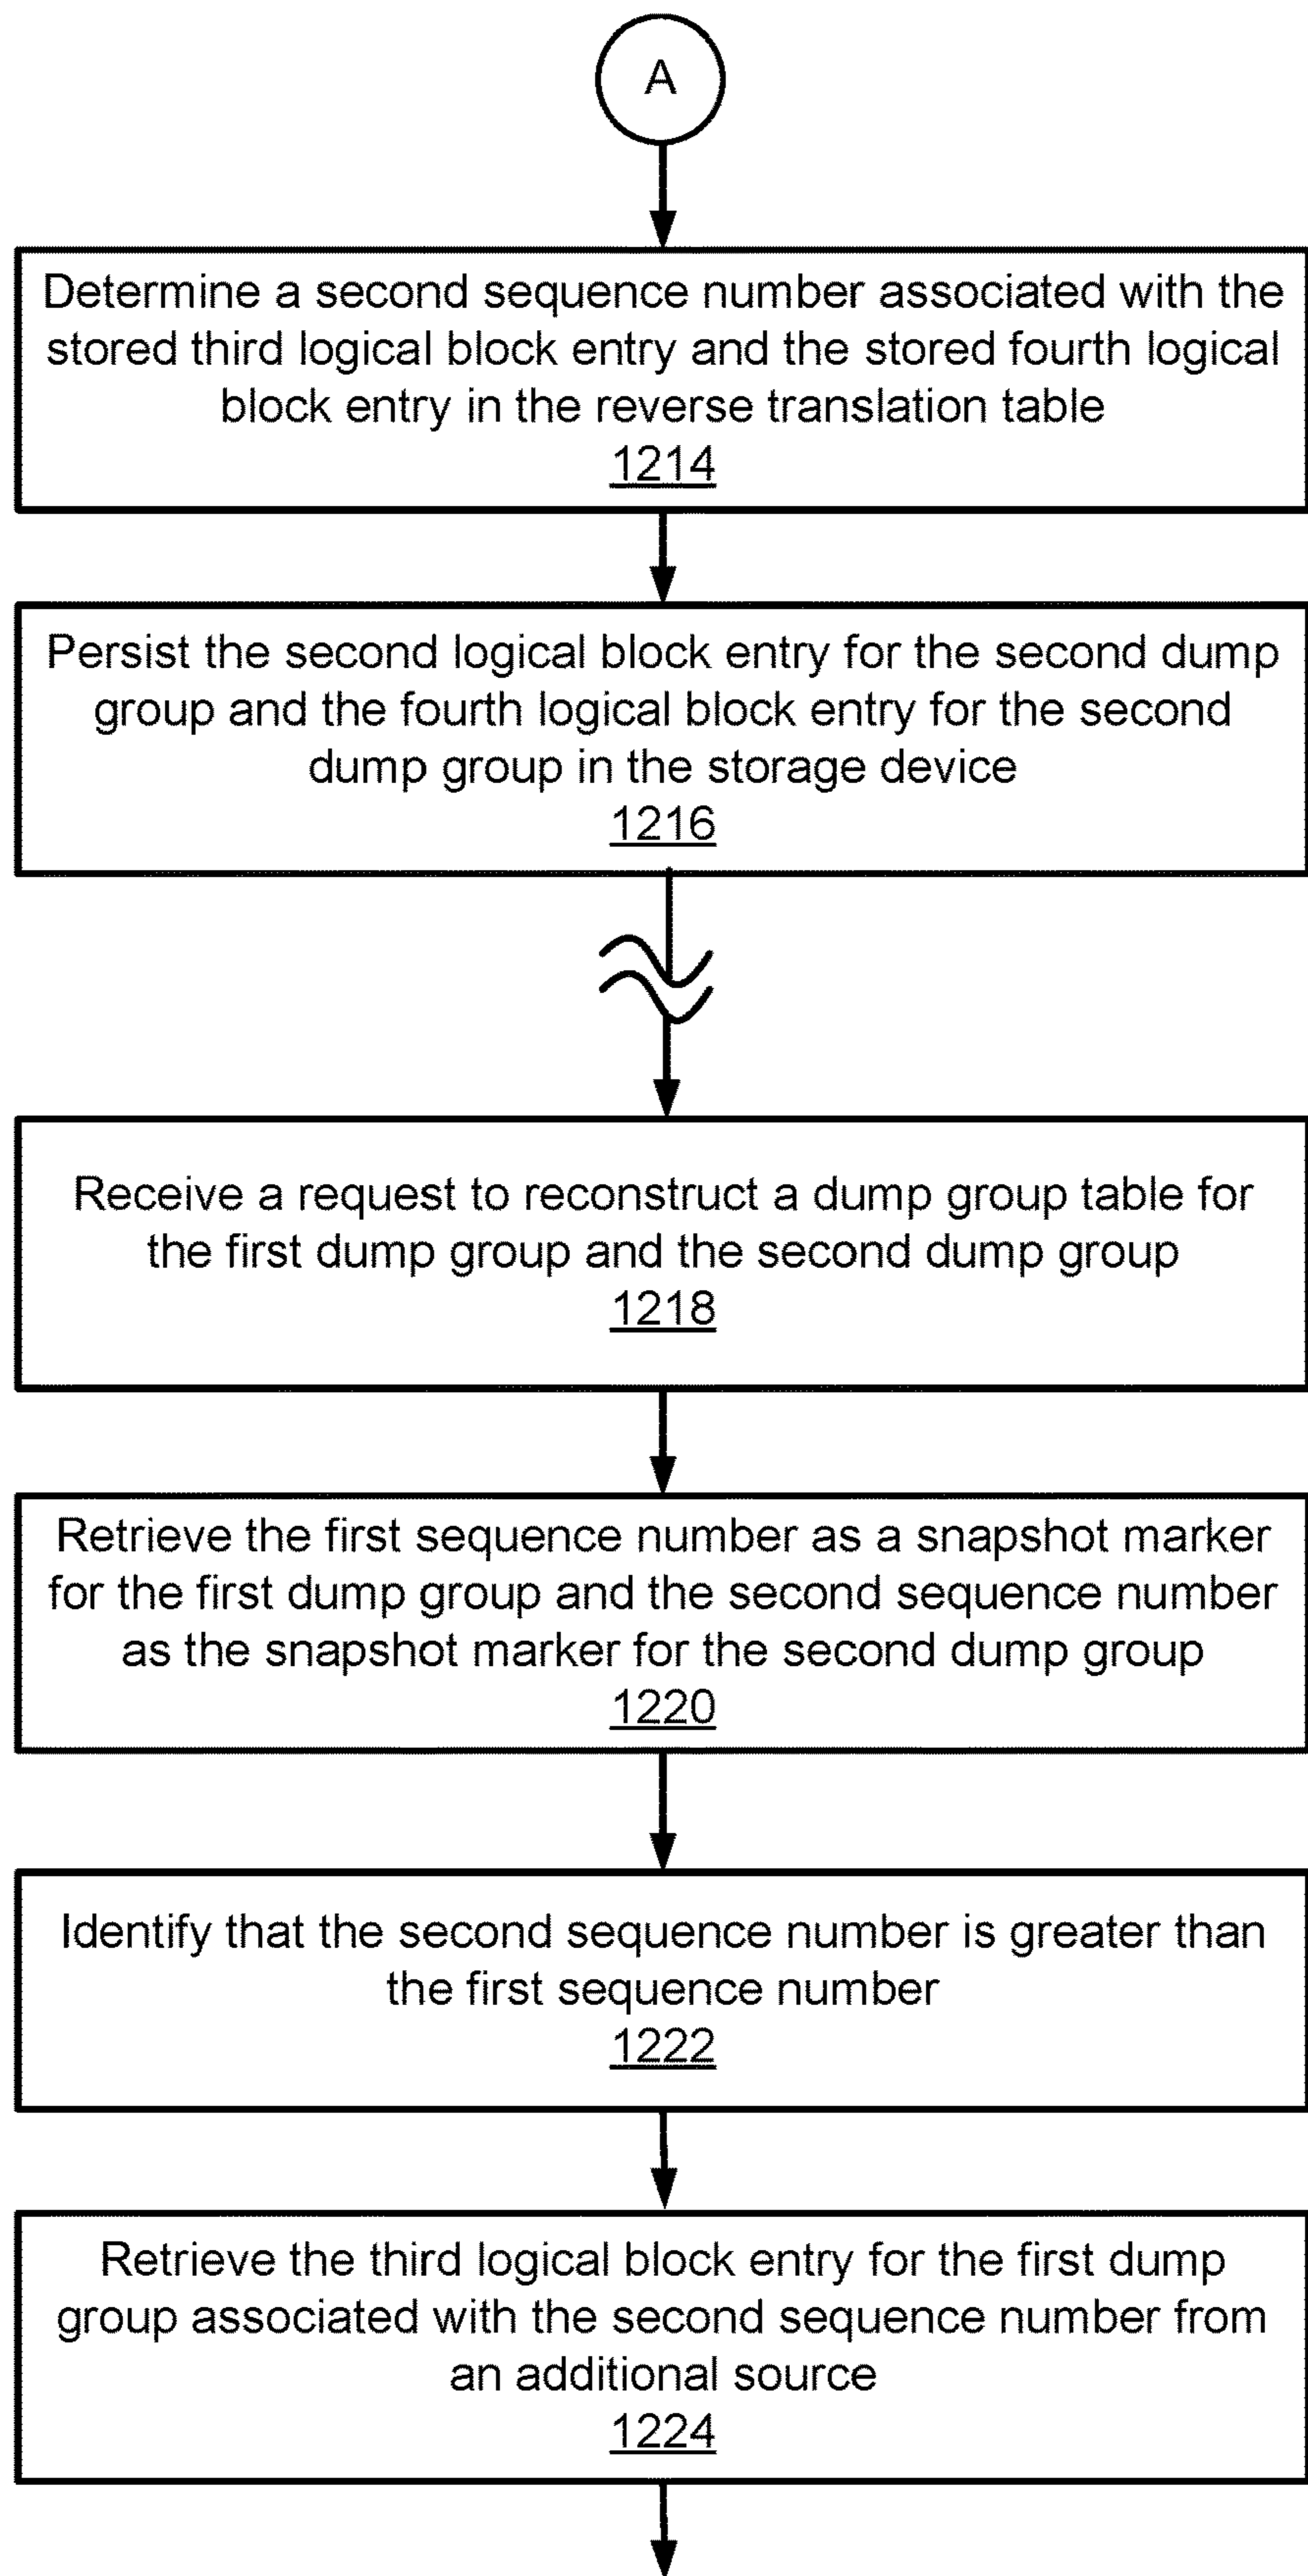 A
Determine a second sequence number associated with the
stored third logical block entry and the stored fourth logical
block entry in the reverse translation table
1214
Persist the second logical block entry for the second dump
group and the fourth logical block entry for the second
dump group in the storage device
1216
Receive a request to reconstruct a dump group table for
the first dump group and the second dump group
1218
Retrieve the first sequence number as a snapshot marker
for the first dump group and the second sequence number
as the snapshot marker for the second dump group
1220
Identify that the second sequence number is greater than
the first sequence number
1222
Retrieve the third logical block entry for the first dump
group associated with the second sequence number from
an additional source
1224